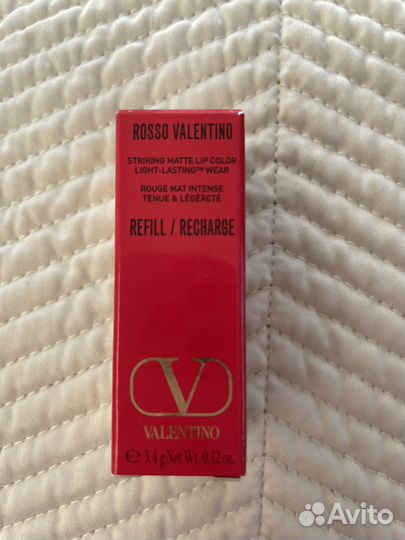 ROSSO VALENTINO
STRIKING MATTE LIP COLOR
LIGHT-LASTING™ WEAR
ROUGE MAT INTENSE
TENUE & LÉGÈRETÉ
REFILL / RECHARGE
V
VALENTINO
℮ 3.4 g Net Wt. 0.12 oz.
Avito